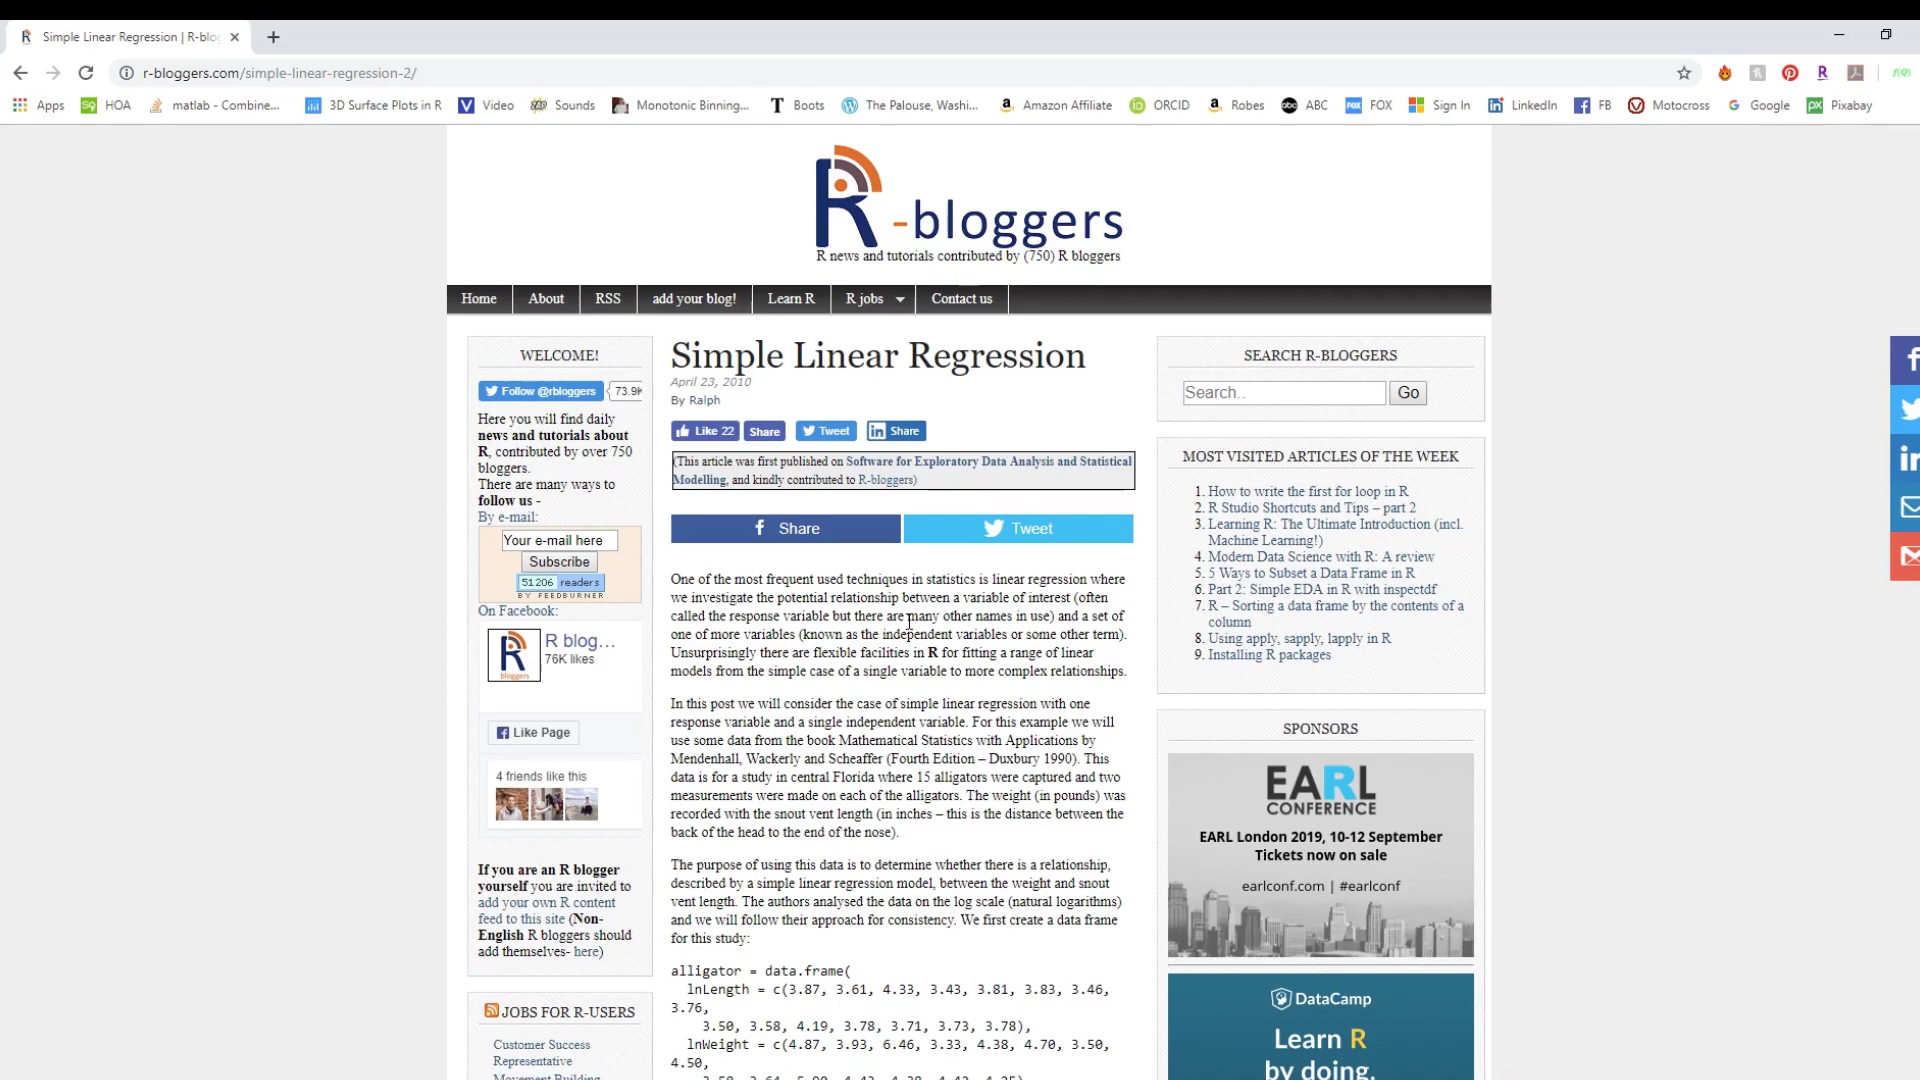 Simple Linear Regression | R-blo
r-bloggers.com/simple-linear-regression-2/
Apps
HOA
matlab - Combine...
3D Surface Plots in R
Video
Sounds
Monotonic Binning...
Boots
The Palouse, Washi...
Amazon Affiliate
ORCID
Robes
ABC
FOX
Sign In
LinkedIn
FB
Motocross
Google
Pixabay
R-bloggers
R news and tutorials contributed by (750) R bloggers
Home
About
RSS
add your blog!
Learn R
R jobs
Contact us
WELCOME!
Follow @rbloggers
73.9K
Here you will find daily
news and tutorials about
R, contributed by over 750
bloggers.
There are many ways to
follow us -
By e-mail:
Your e-mail here
Subscribe
51206 readers
BY FEEDBURNER
On Facebook:
R blog...
76K likes
bloggers
Like Page
4 friends like this
If you are an R blogger
yourself you are invited to
add your own R content
feed to this site (Non-
English R bloggers should
add themselves- here)
JOBS FOR R-USERS
Customer Success
Representative
Movement Building
Simple Linear Regression
April 23, 2010
By Ralph
Like 22
Share
Tweet
Share
(This article was first published on Software for Exploratory Data Analysis and Statistical
Modelling, and kindly contributed to R-bloggers)
Share
Tweet
One of the most frequent used techniques in statistics is linear regression where
we investigate the potential relationship between a variable of interest (often
called the response variable but there are many other names in use) and a set of
one of more variables (known as the independent variables or some other term).
Unsurprisingly there are flexible facilities in R for fitting a range of linear
models from the simple case of a single variable to more complex relationships.
In this post we will consider the case of simple linear regression with one
response variable and a single independent variable. For this example we will
use some data from the book Mathematical Statistics with Applications by
Mendenhall, Wackerly and Scheaffer (Fourth Edition – Duxbury 1990). This
data is for a study in central Florida where 15 alligators were captured and two
measurements were made on each of the alligators. The weight (in pounds) was
recorded with the snout vent length (in inches – this is the distance between the
back of the head to the end of the nose).
The purpose of using this data is to determine whether there is a relationship,
described by a simple linear regression model, between the weight and snout
vent length. The authors analysed the data on the log scale (natural logarithms)
and we will follow their approach for consistency. We first create a data frame
for this study:
alligator = data.frame(
lnLength = c(3.87, 3.61, 4.33, 3.43, 3.81, 3.83, 3.46,
3.76,
3.50, 3.58, 4.19, 3.78, 3.71, 3.73, 3.78),
lnWeight = c(4.87, 3.93, 6.46, 3.33, 4.38, 4.70, 3.50,
4.50,
3.58, 3.64, 5.90, 4.43, 4.38, 4.42, 4.25)
SEARCH R-BLOGGERS
Search..
Go
MOST VISITED ARTICLES OF THE WEEK
1. How to write the first for loop in R
2. R Studio Shortcuts and Tips – part 2
3. Learning R: The Ultimate Introduction (incl.
Machine Learning!)
4. Modern Data Science with R: A review
5. 5 Ways to Subset a Data Frame in R
6. Part 2: Simple EDA in R with inspectdf
7. R – Sorting a data frame by the contents of a
column
8. Using apply, sapply, lapply in R
9. Installing R packages
SPONSORS
EARL
CONFERENCE
EARL London 2019, 10-12 September
Tickets now on sale
earlconf.com | #earlconf
DataCamp
Learn R
by doing.